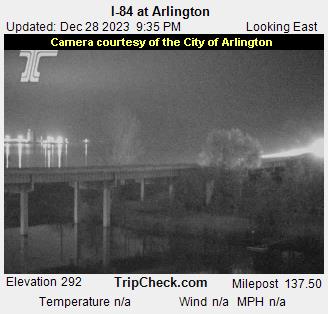 I-84 at Arlington
Updated: Dec 28 2023 9:35 PM Looking East
Camera courtesy of the City of Arlington
Elevation 292 TripCheck.com Milepost 137.50
Temperature n/a Wind n/a MPH n/a